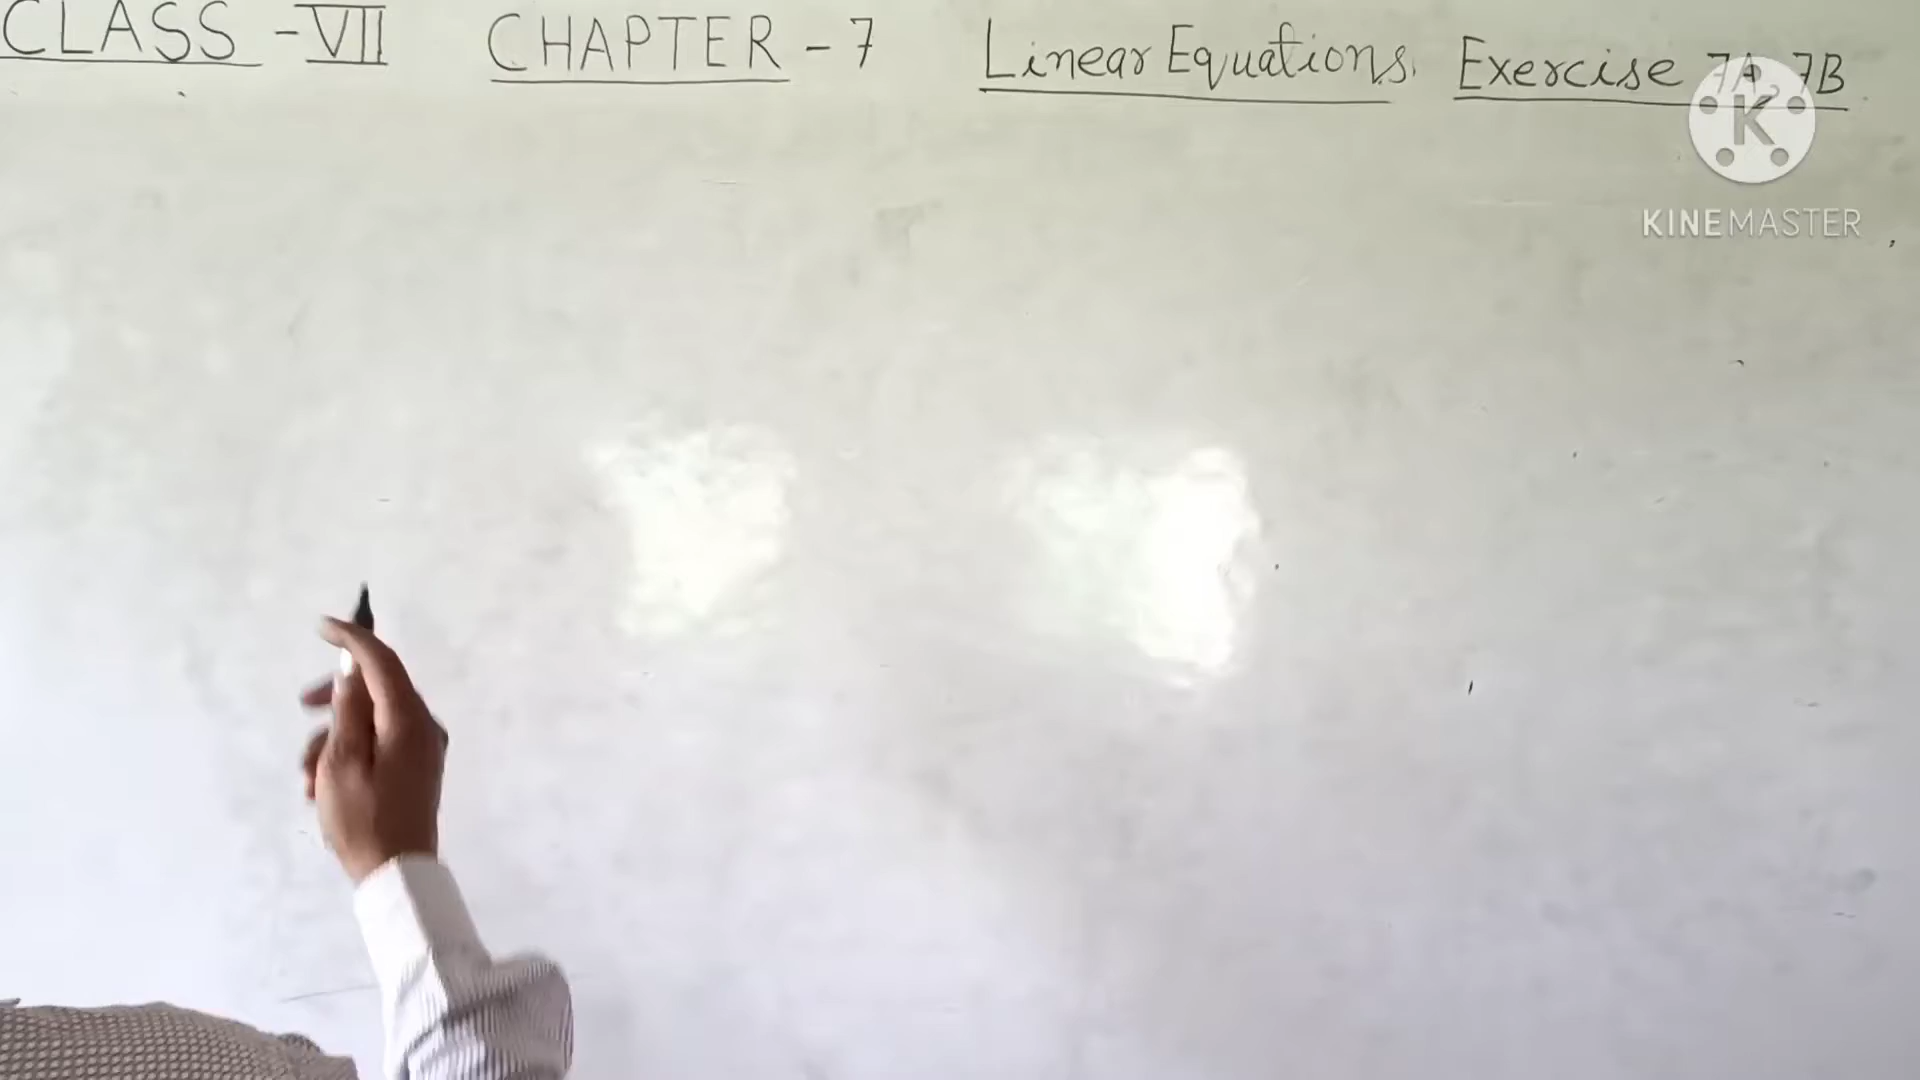 CLASS - VII CHAPTER - 7 Linear Equations. Exercise 7A, 7B
K
KINEMASTER